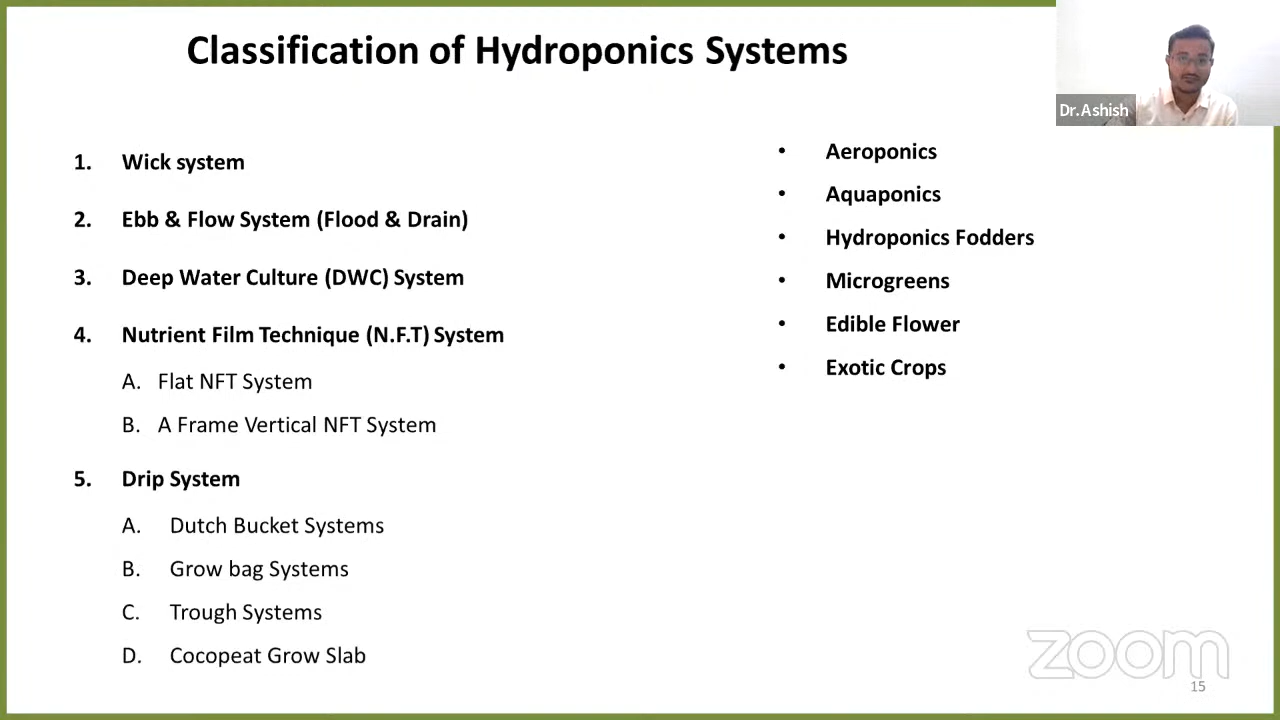 Classification of Hydroponics Systems
Dr.Ashish
1. Wick system
2. Ebb & Flow System (Flood & Drain)
3. Deep Water Culture (DWC) System
4. Nutrient Film Technique (N.F.T) System
A. Flat NFT System
B. A Frame Vertical NFT System
5. Drip System
A. Dutch Bucket Systems
B. Grow bag Systems
C. Trough Systems
D. Cocopeat Grow Slab
• Aeroponics
• Aquaponics
• Hydroponics Fodders
• Microgreens
• Edible Flower
• Exotic Crops
zoom
15